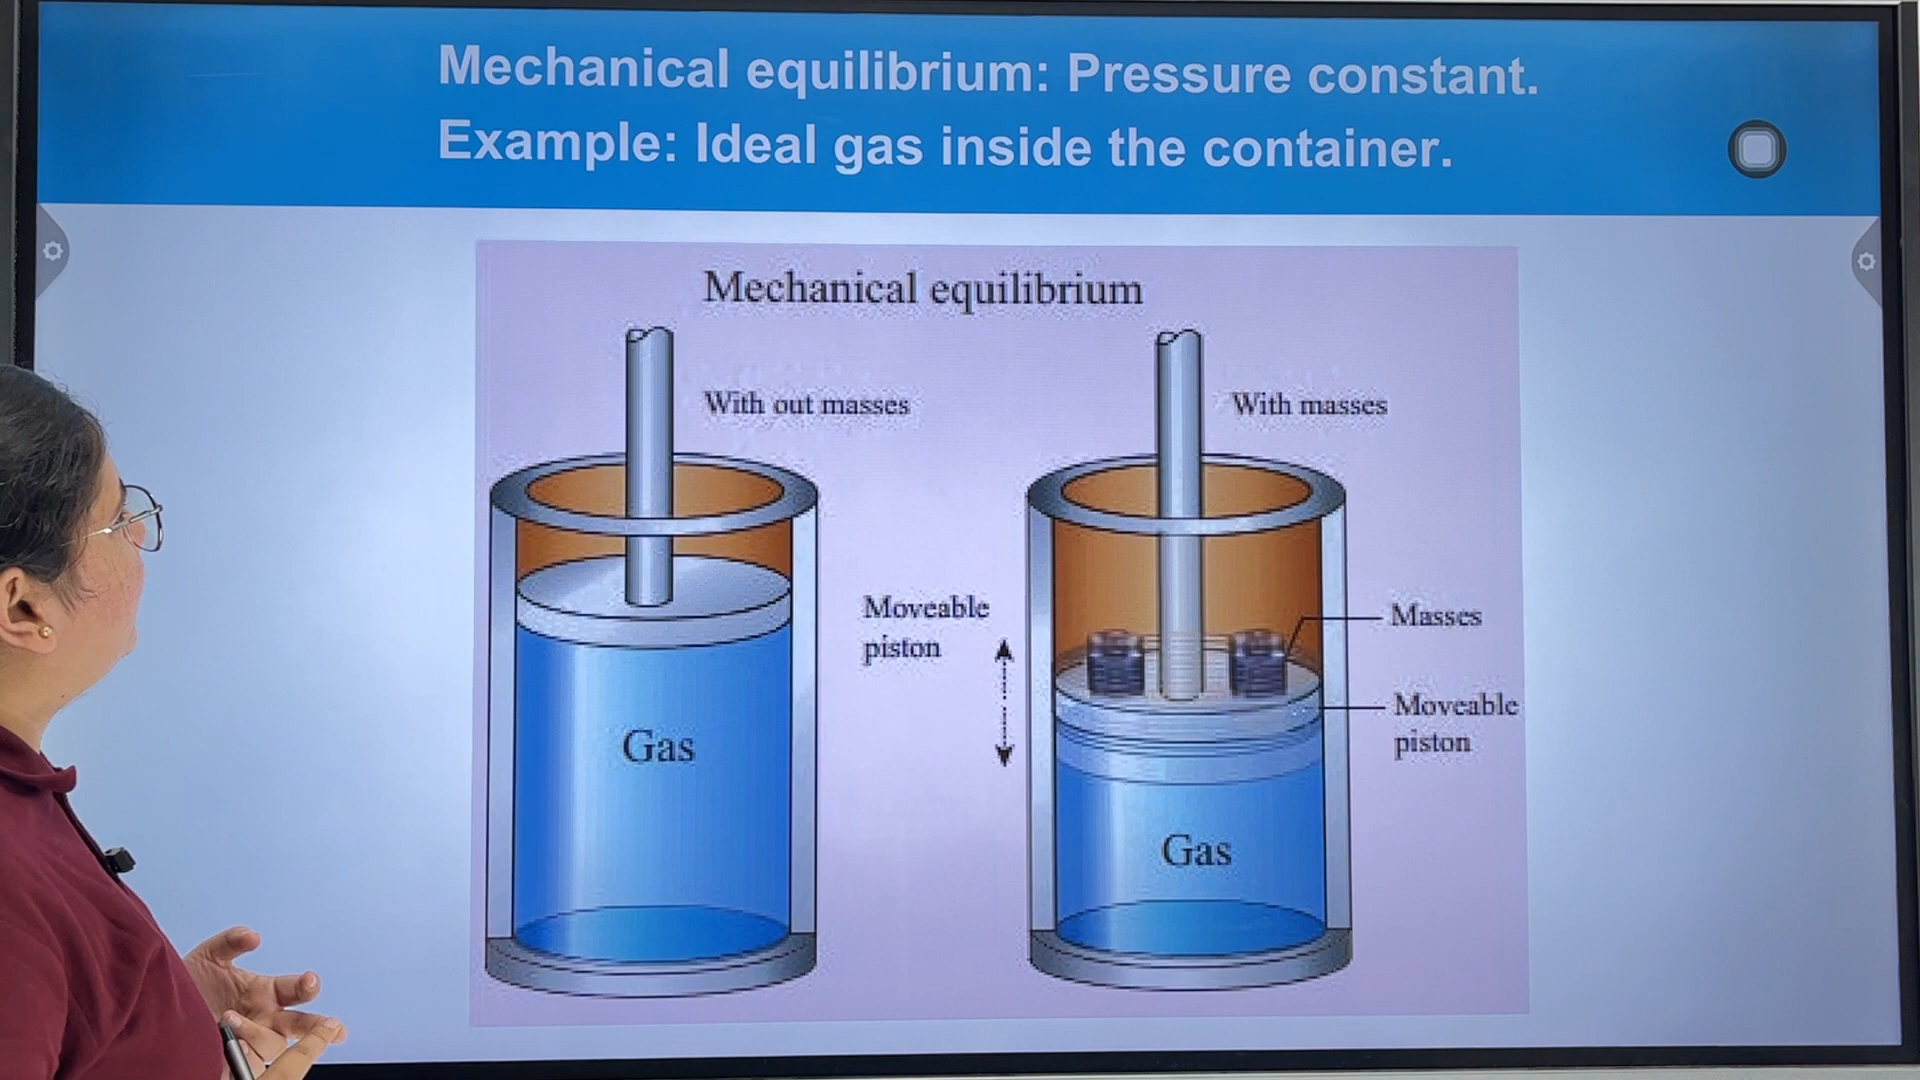 Mechanical equilibrium: Pressure constant.
Example: Ideal gas inside the container.
Mechanical equilibrium
With out masses
With masses
Moveable
piston
Masses
Moveable
piston
Gas
Gas